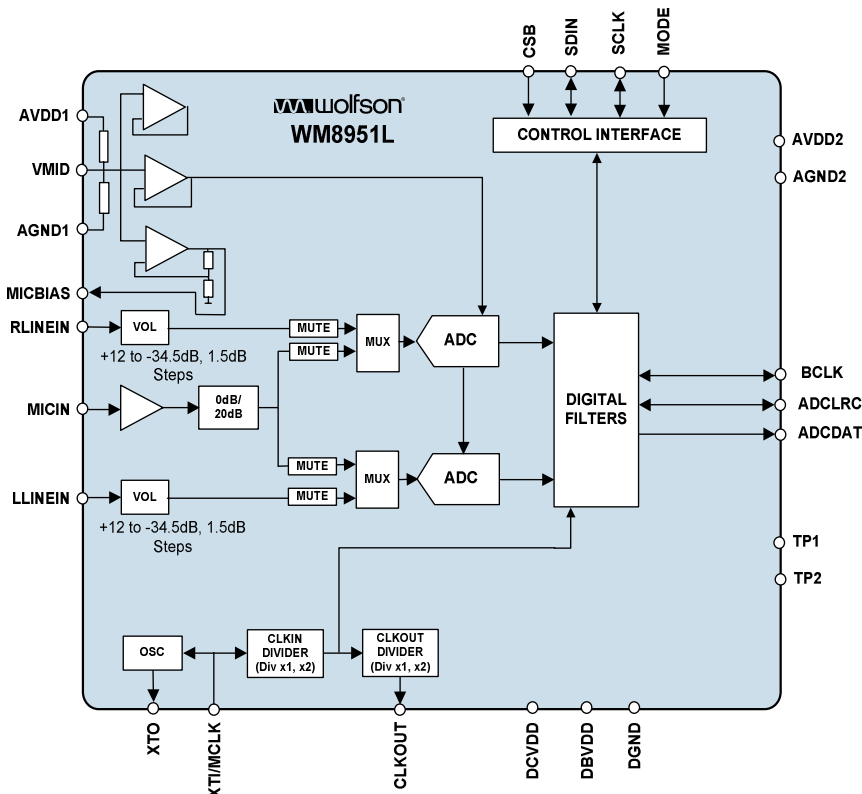 CSB
SDIN
SCLK
MODE
wolfson
WM8951L
CONTROL INTERFACE
AVDD1
VMID
AGND1
MICBIAS
AVDD2
AGND2
RLINEIN
VOL
MUTE
MUTE
MUX
ADC
+12 to -34.5dB, 1.5dB
Steps
MICIN
0dB/
20dB
DIGITAL
FILTERS
BCLK
ADCLRC
ADCDAT
MUTE
MUTE
MUX
ADC
LLINEIN
VOL
+12 to -34.5dB, 1.5dB
Steps
TP1
TP2
OSC
CLKIN
DIVIDER
(Div x1, x2)
CLKOUT
DIVIDER
(Div x1, x2)
XTO
XTI/MCLK
CLKOUT
DCVDD
DBVDD
DGND